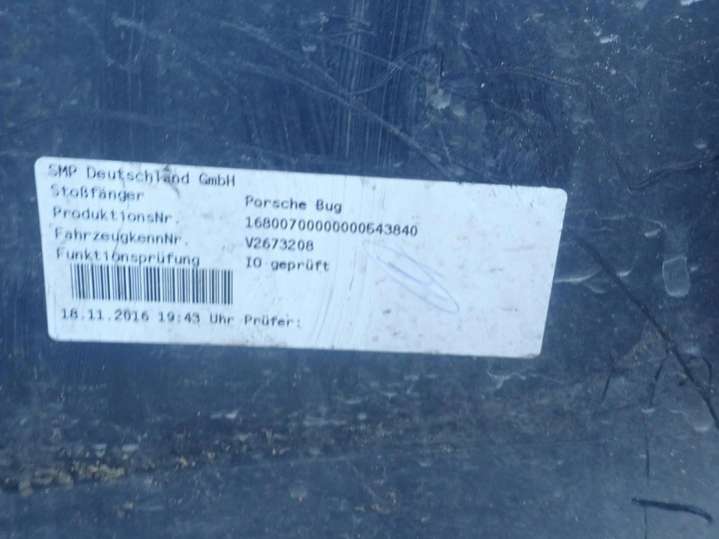 SMP Deutschland GmbH
Stoßfänger Porsche Bug
ProduktionsNr. 16800700000000543840
FahrzeugkennNr. V2673208
Funktionsprüfung IO geprüft
18.11.2016 19:43 Uhr Prüfer: